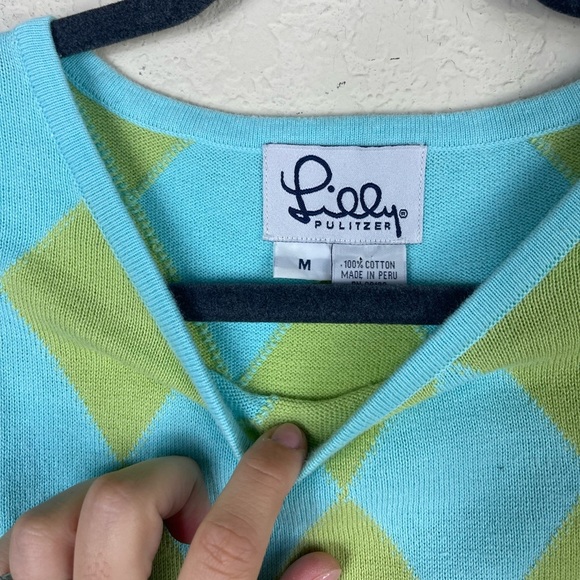 Lilly®
PULITZER
M
100% COTTON
MADE IN PERU